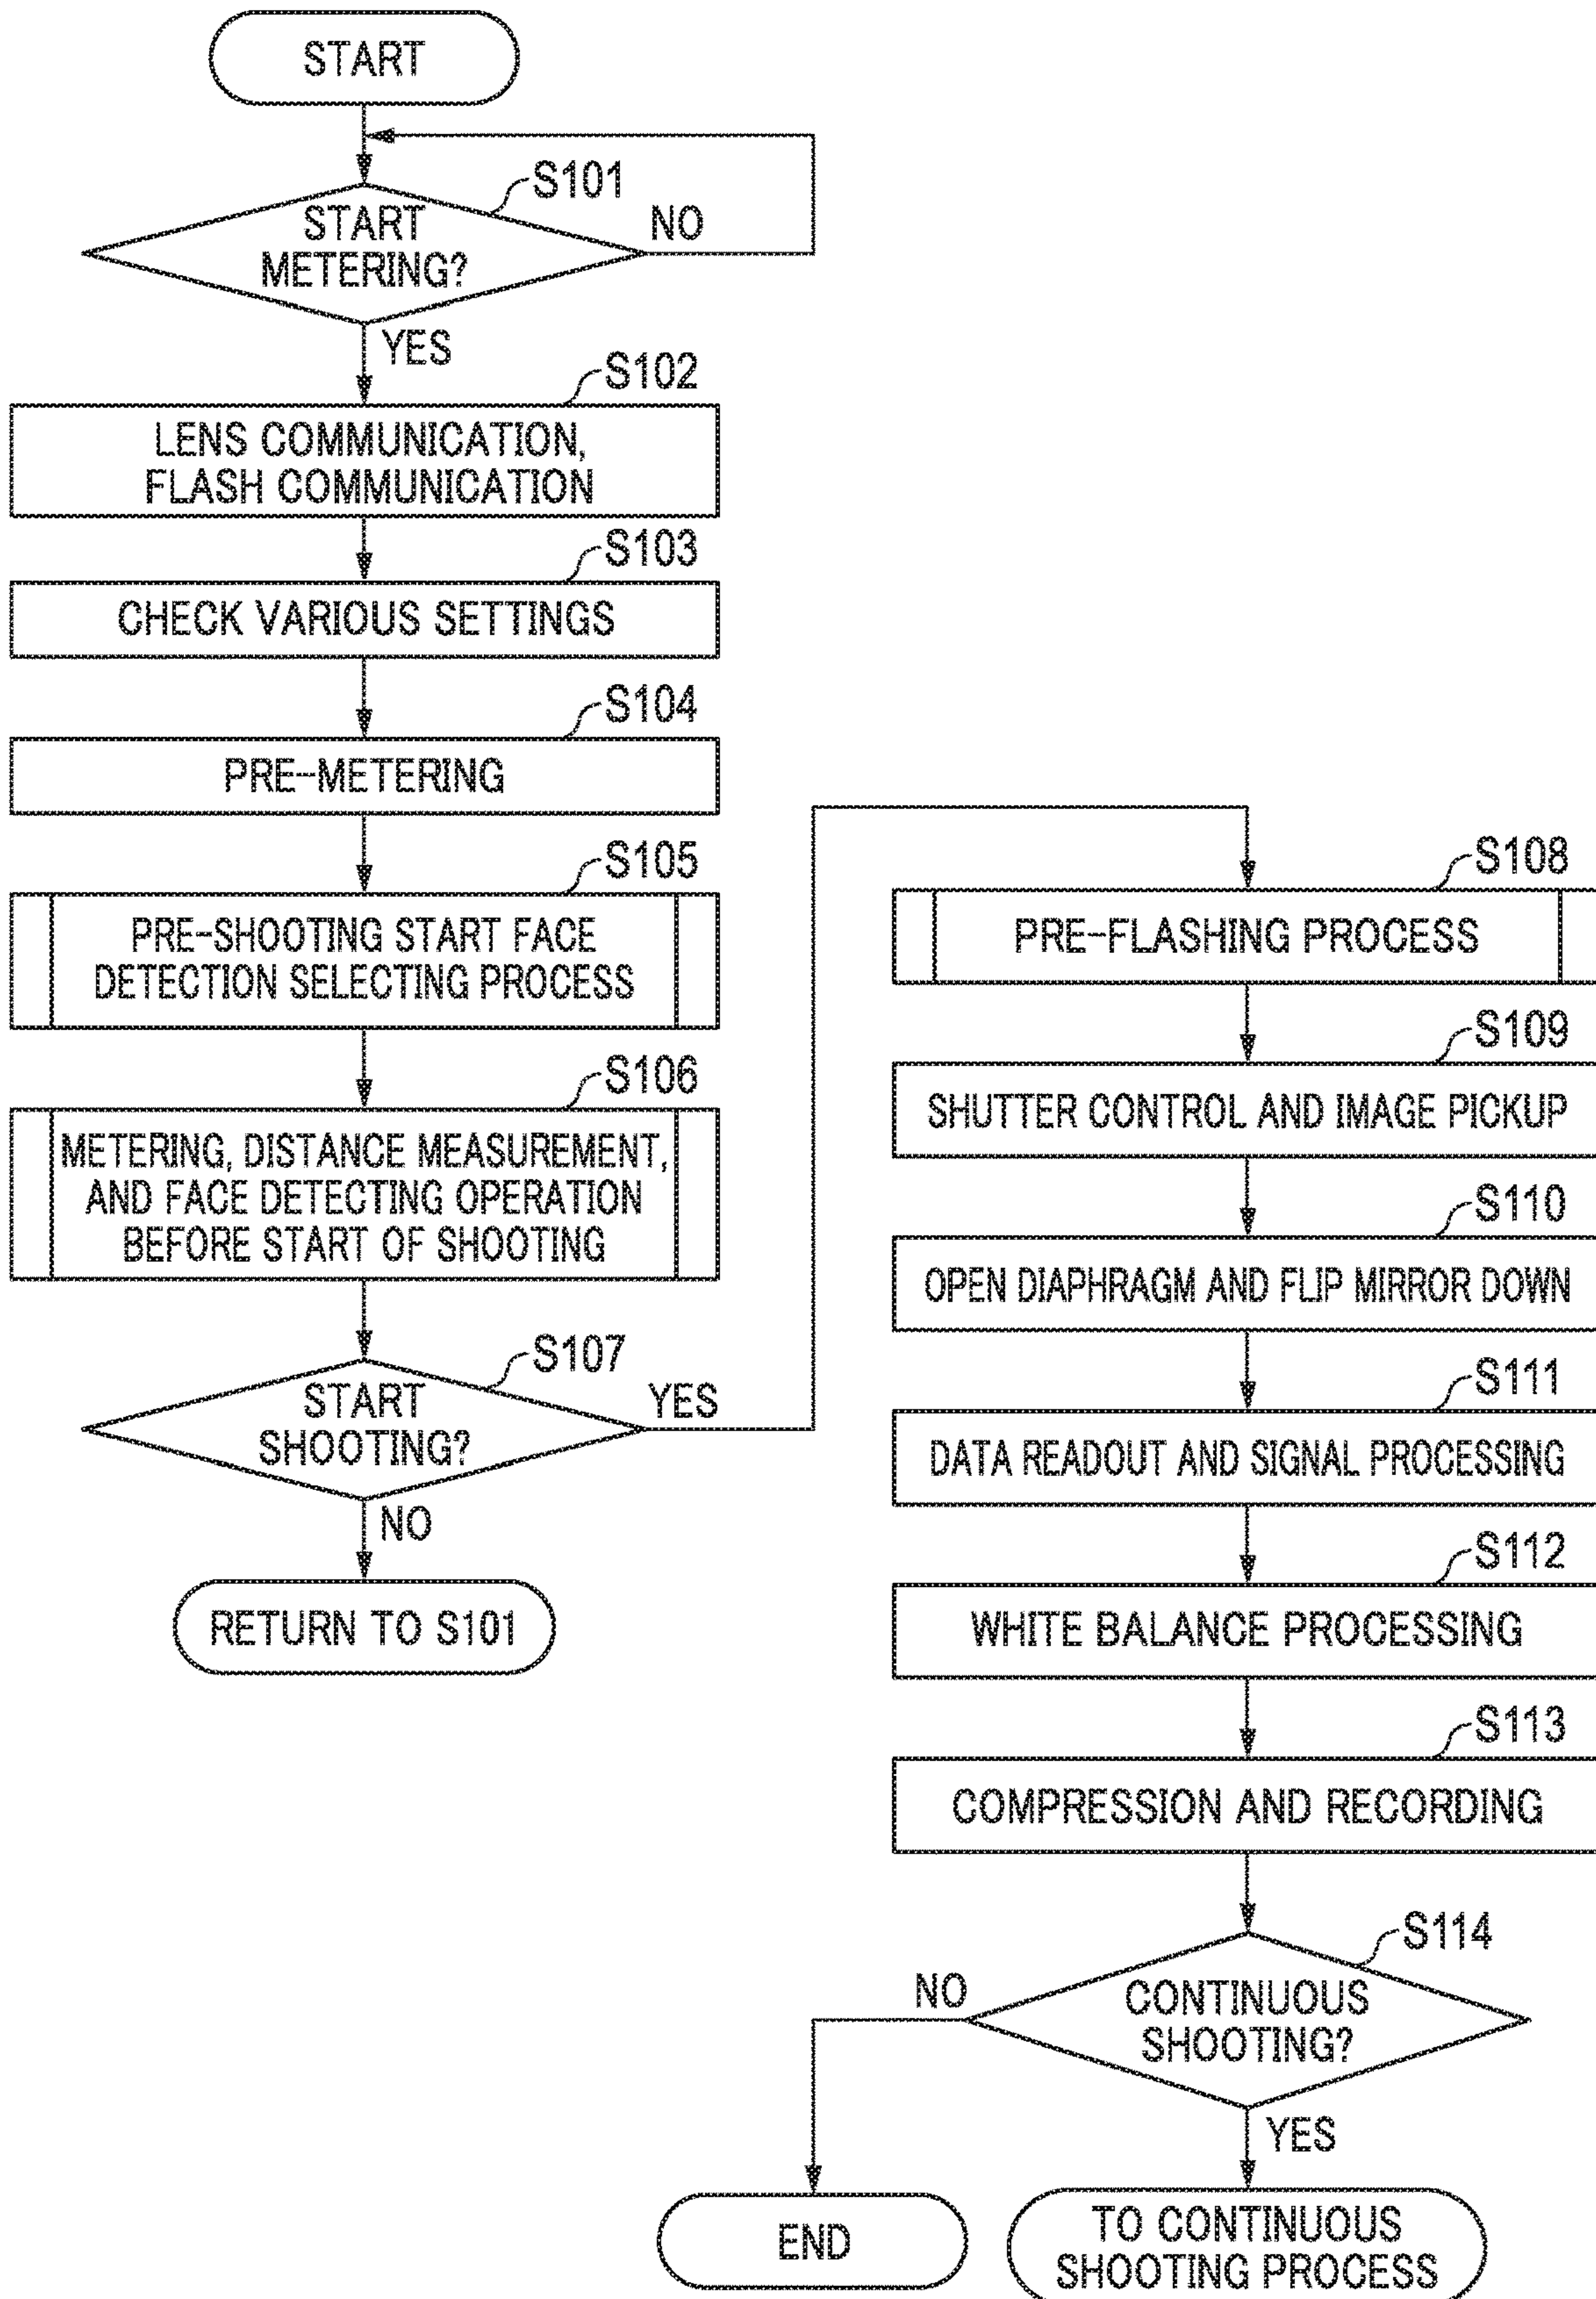 START
S101
START
METERING?
NO
YES
S102
LENS COMMUNICATION,
FLASH COMMUNICATION
S103
CHECK VARIOUS SETTINGS
S104
PRE-METERING
S105
PRE-SHOOTING START FACE
DETECTION SELECTING PROCESS
S106
METERING, DISTANCE MEASUREMENT,
AND FACE DETECTING OPERATION
BEFORE START OF SHOOTING
S107
START
SHOOTING?
YES
NO
RETURN TO S101
S108
PRE-FLASHING PROCESS
S109
SHUTTER CONTROL AND IMAGE PICKUP
S110
OPEN DIAPHRAGM AND FLIP MIRROR DOWN
S111
DATA READOUT AND SIGNAL PROCESSING
S112
WHITE BALANCE PROCESSING
S113
COMPRESSION AND RECORDING
S114
CONTINUOUS
SHOOTING?
NO
YES
END
TO CONTINUOUS
SHOOTING PROCESS